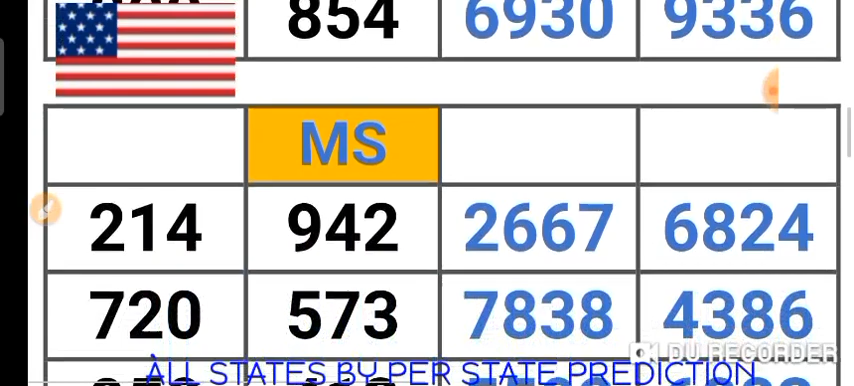 854 6930 9336
MS
214 942 2667 6824
720 573 7838 4386
DU RECORDER
ALL STATES BY PER STATE PREDICTION